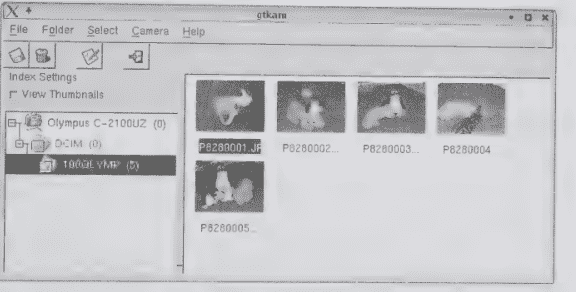 gtkam
File Folder Select Camera Help
Index Settings
View Thumbnails
Olympus C-2100UZ (0)
DCIM (0)
100OLYMP (5)
P8280001.JP P8280002... P8280003... P8280004
P8280005...